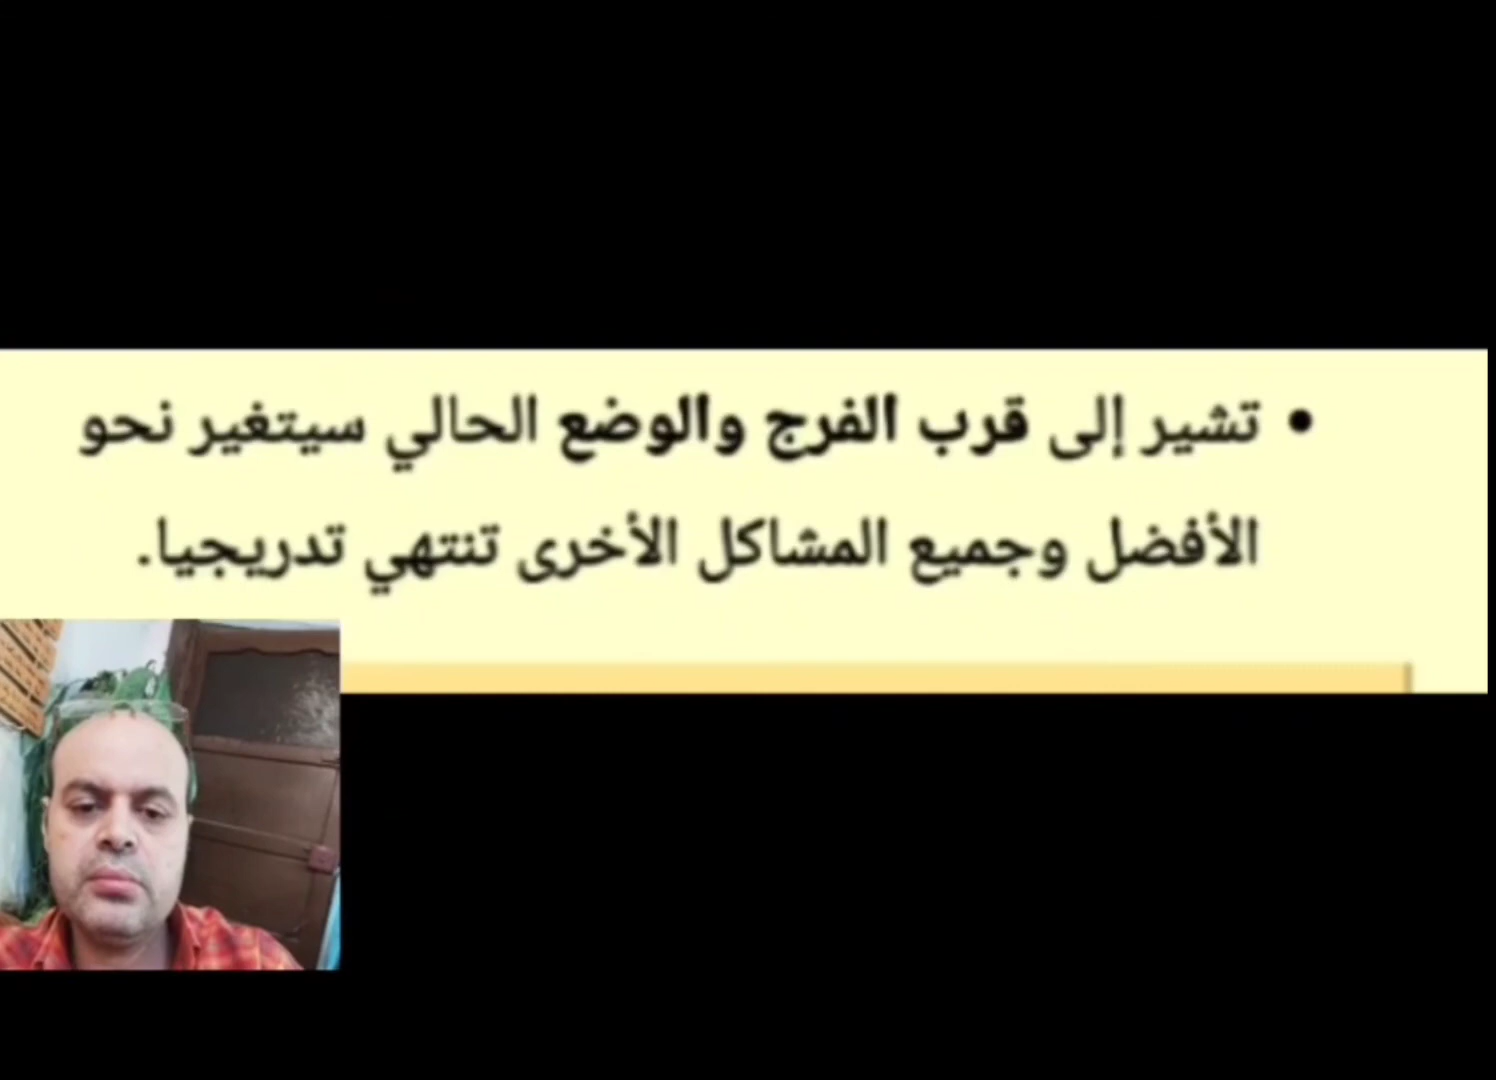 • تشير إلى قرب الفرج والوضع الحالي سيتغير نحو
الأفضل وجميع المشاكل الأخرى تنتهي تدريجيا.